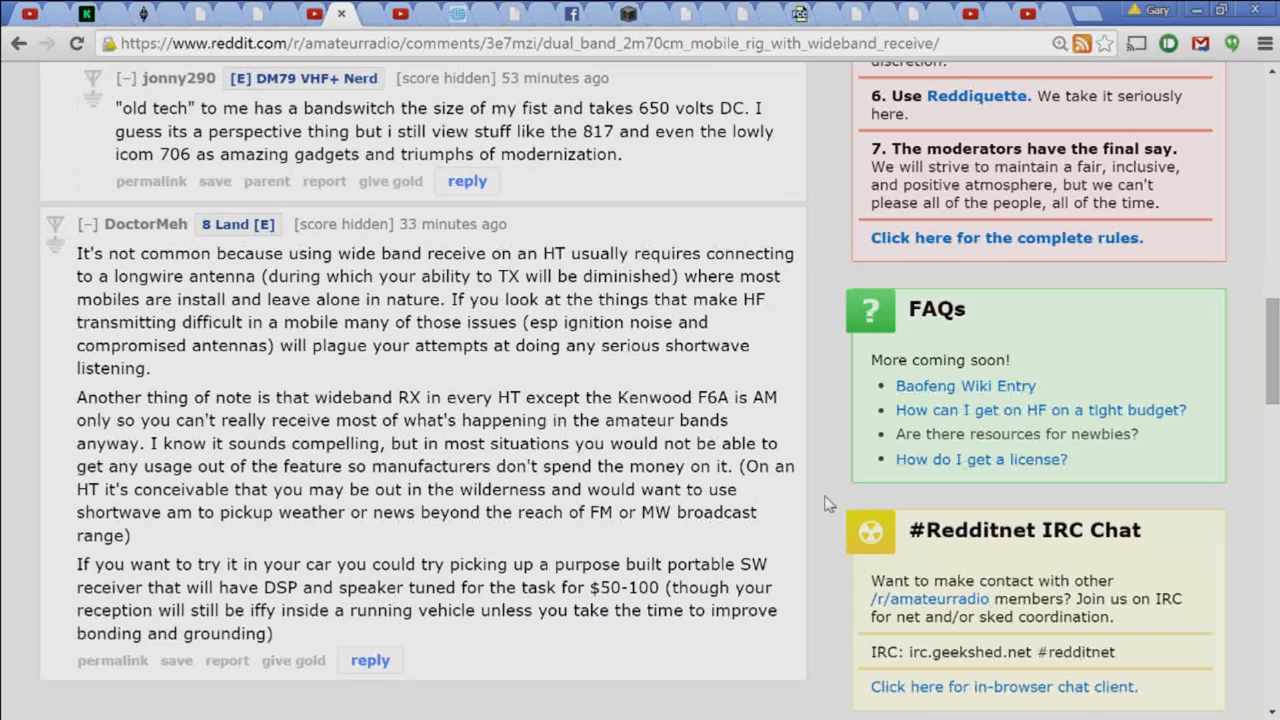 Gary
https://www.reddit.com/r/amateurradio/comments/3e7mzi/dual_band_2m70cm_mobile_rig_with_wideband_receive/
[–] jonny290 [E] DM79 VHF+ Nerd [score hidden] 53 minutes ago
"old tech" to me has a bandswitch the size of my fist and takes 650 volts DC. I
guess its a perspective thing but i still view stuff like the 817 and even the lowly
icom 706 as amazing gadgets and triumphs of modernization.
permalink save parent report give gold reply
[–] DoctorMeh 8 Land [E] [score hidden] 33 minutes ago
It's not common because using wide band receive on an HT usually requires connecting
to a longwire antenna (during which your ability to TX will be diminished) where most
mobiles are install and leave alone in nature. If you look at the things that make HF
transmitting difficult in a mobile many of those issues (esp ignition noise and
compromised antennas) will plague your attempts at doing any serious shortwave
listening.
Another thing of note is that wideband RX in every HT except the Kenwood F6A is AM
only so you can't really receive most of what's happening in the amateur bands
anyway. I know it sounds compelling, but in most situations you would not be able to
get any usage out of the feature so manufacturers don't spend the money on it. (On an
HT it's conceivable that you may be out in the wilderness and would want to use
shortwave am to pickup weather or news beyond the reach of FM or MW broadcast
range)
If you want to try it in your car you could try picking up a purpose built portable SW
receiver that will have DSP and speaker tuned for the task for $50-100 (though your
reception will still be iffy inside a running vehicle unless you take the time to improve
bonding and grounding)
permalink save report give gold reply
discretion.
6. Use Reddiquette. We take it seriously
here.
7. The moderators have the final say.
We will strive to maintain a fair, inclusive,
and positive atmosphere, but we can't
please all of the people, all of the time.
Click here for the complete rules.
? FAQs
More coming soon!
• Baofeng Wiki Entry
• How can I get on HF on a tight budget?
• Are there resources for newbies?
• How do I get a license?
#Redditnet IRC Chat
Want to make contact with other
/r/amateurradio members? Join us on IRC
for net and/or sked coordination.
IRC: irc.geekshed.net #redditnet
Click here for in-browser chat client.